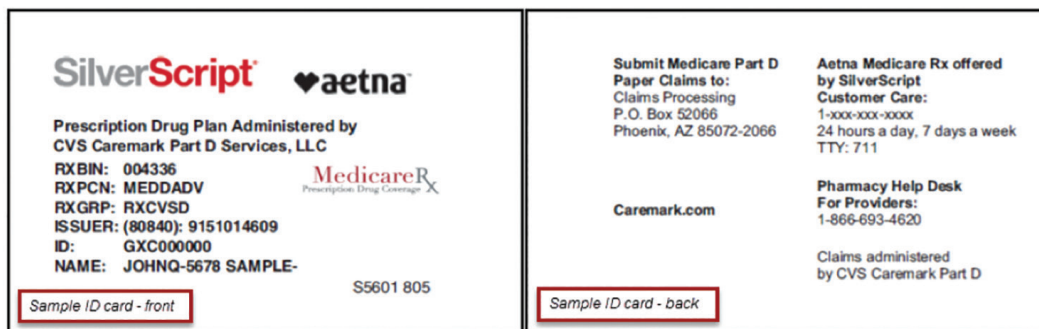 SilverScript
aetna
Prescription Drug Plan Administered by
CVS Caremark Part D Services, LLC
RXBIN: 004336
RXPCN: MEDDADV
RXGRP: RXCVSD
ISSUER: (80840): 9151014609
ID: GXC000000
NAME: JOHNQ-5678 SAMPLE-
MedicareRx
Prescription Drug Coverage
S5601 805
Sample ID card - front
Submit Medicare Part D
Paper Claims to:
Claims Processing
P.O. Box 52066
Phoenix, AZ 85072-2066
Caremark.com
Aetna Medicare Rx offered
by SilverScript
Customer Care:
1-xxx-xxx-xxxx
24 hours a day, 7 days a week
TTY: 711
Pharmacy Help Desk
For Providers:
1-866-693-4620
Claims administered
by CVS Caremark Part D
Sample ID card - back